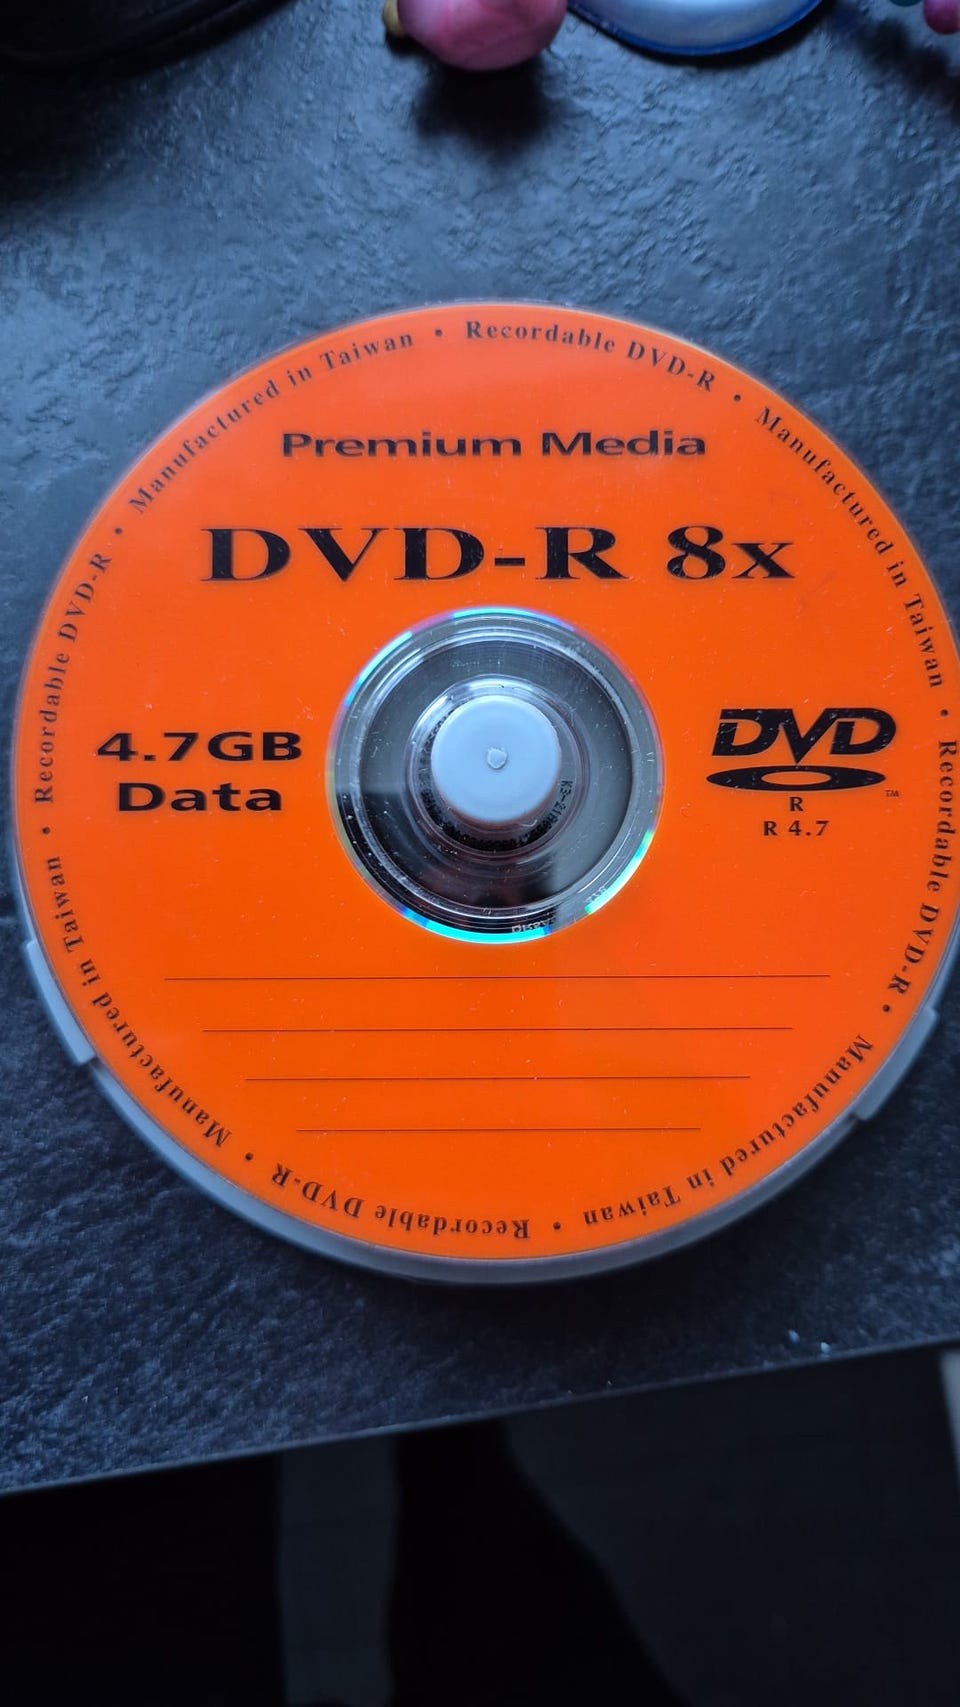 Manufactured in Taiwan • Recordable DVD-R • Manufactured in Taiwan • Recordable DVD-R • Manufactured in Taiwan • Recordable DVD-R • Manufactured in Taiwan • Recordable DVD-R •
Premium Media
DVD-R 8x
4.7GB
Data
DVD
TM
R
R 4.7